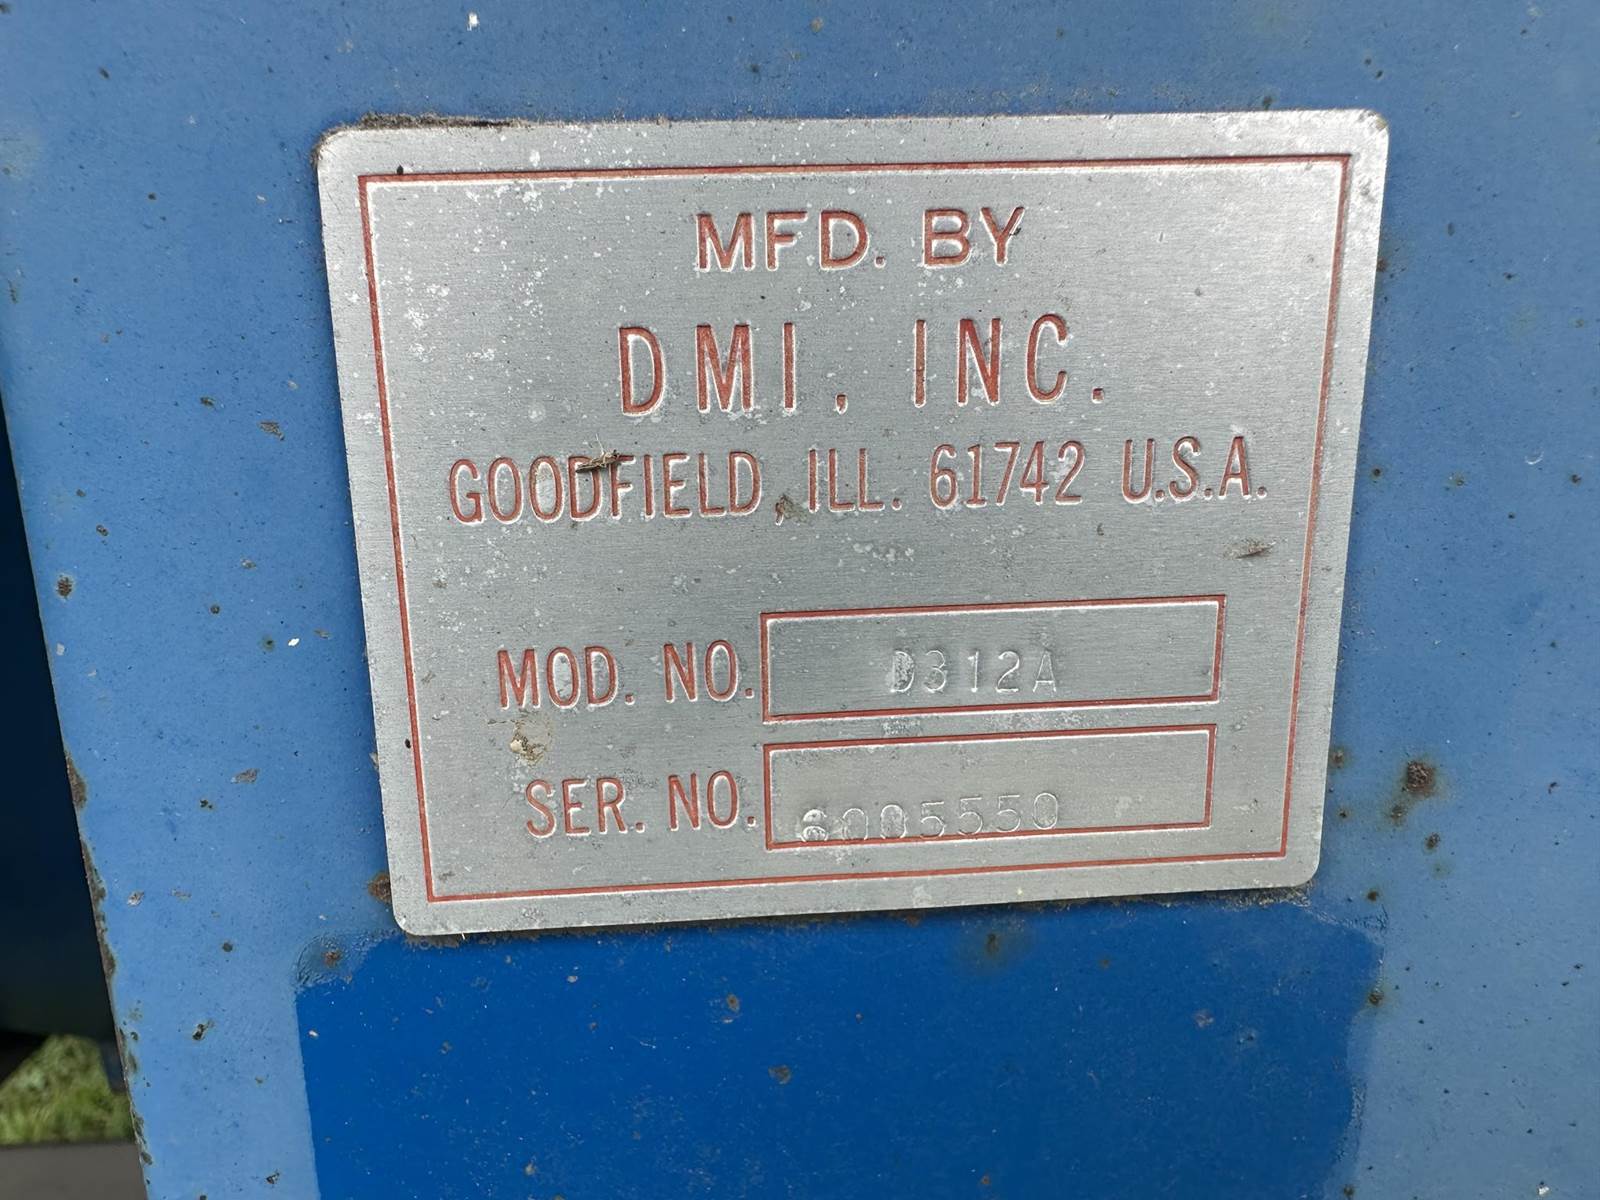 MFD. BY
DMI, INC.
GOODFIELD, ILL. 61742 U.S.A.
MOD. NO. D312A
SER. NO.